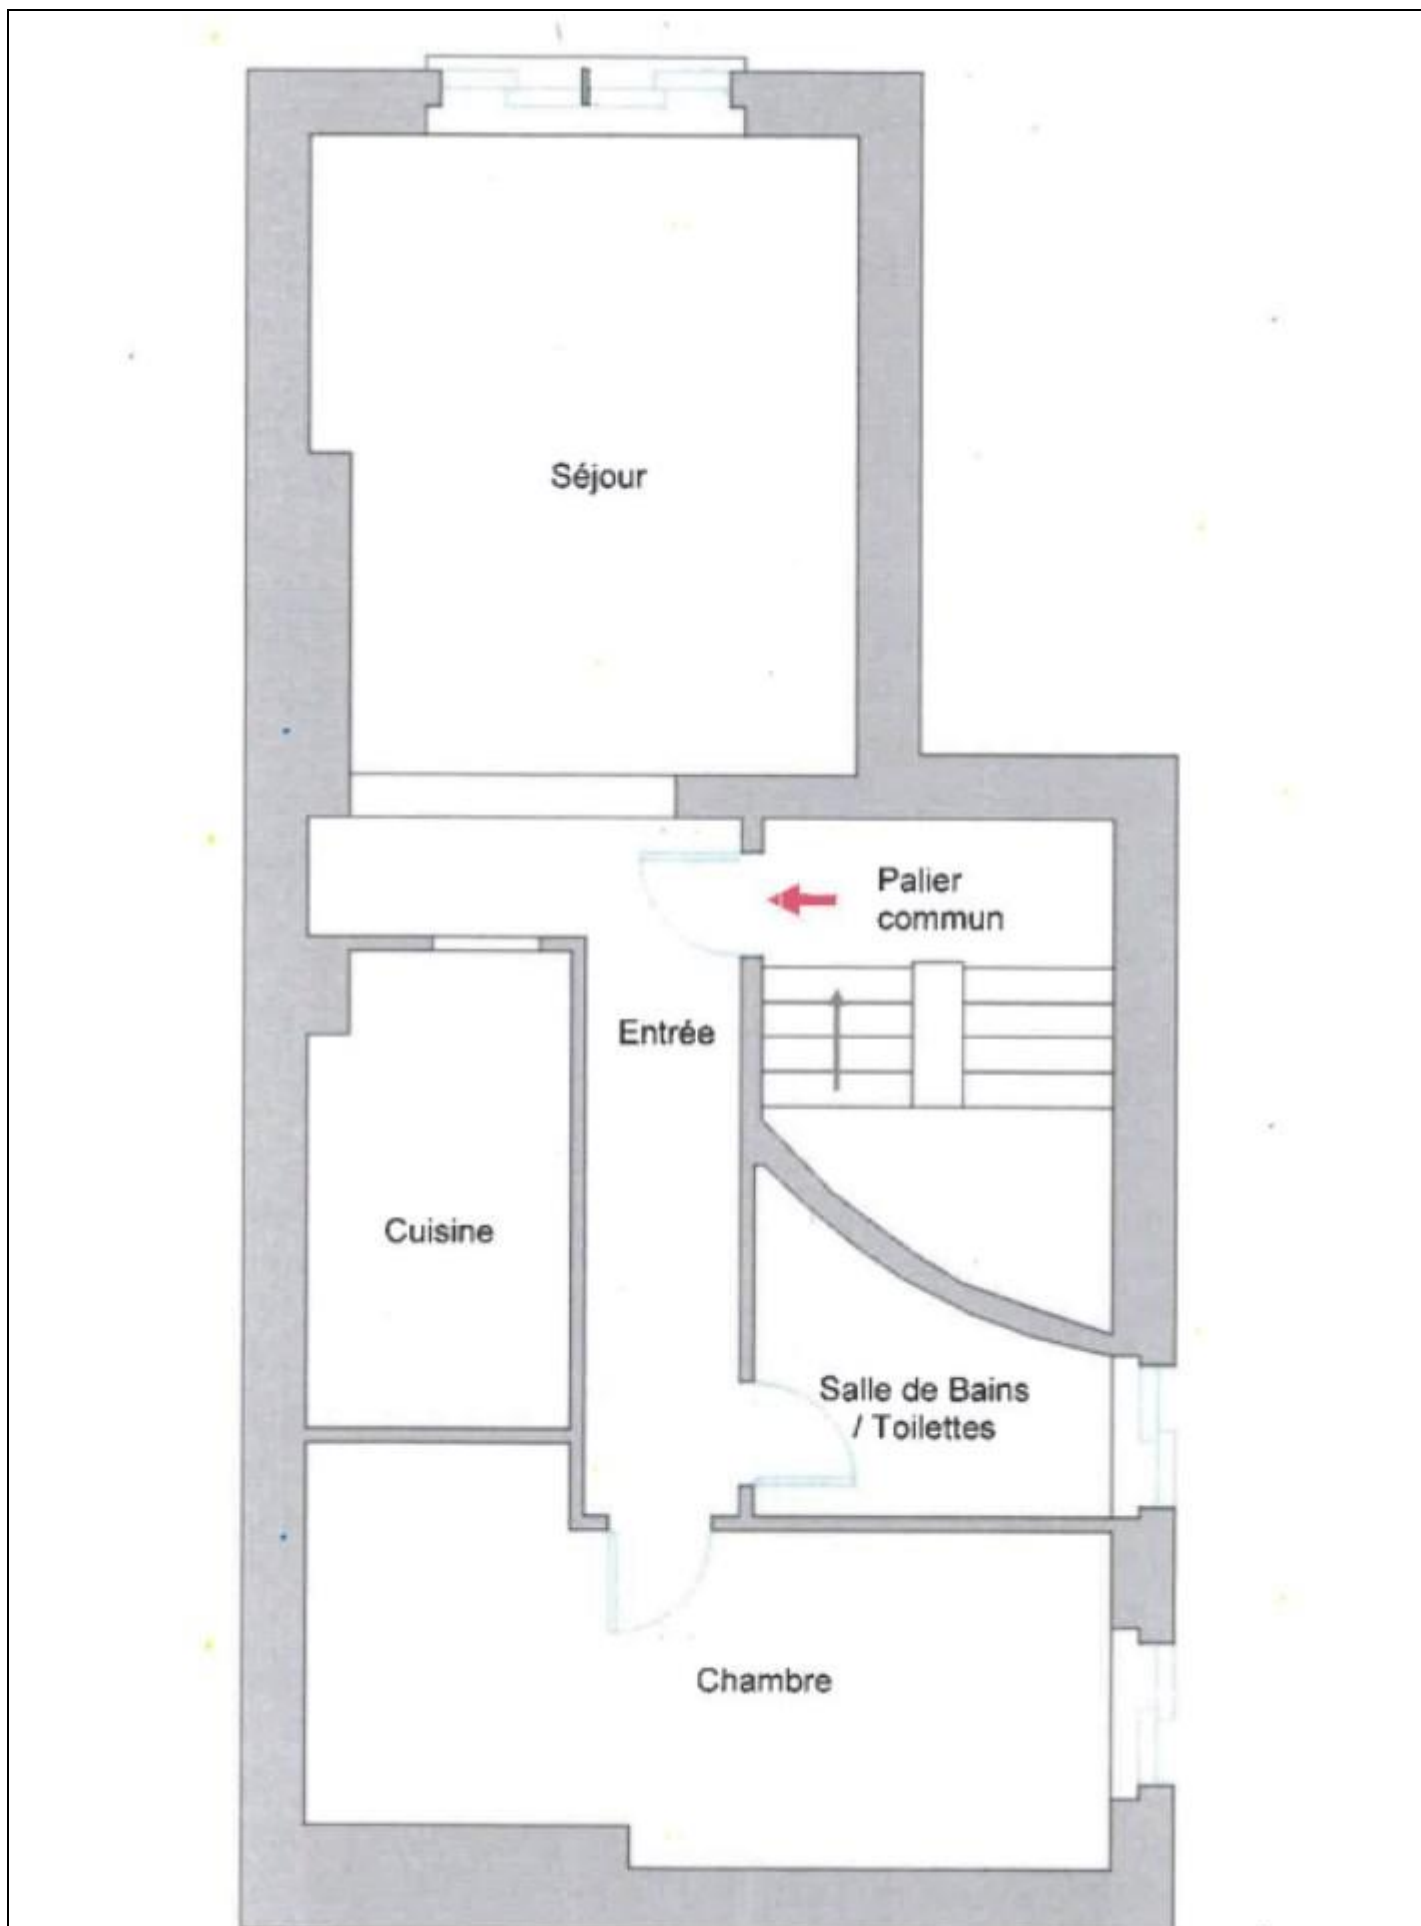 Séjour
Palier
commun
Entrée
Cuisine
Salle de Bains
/ Toilettes
Chambre